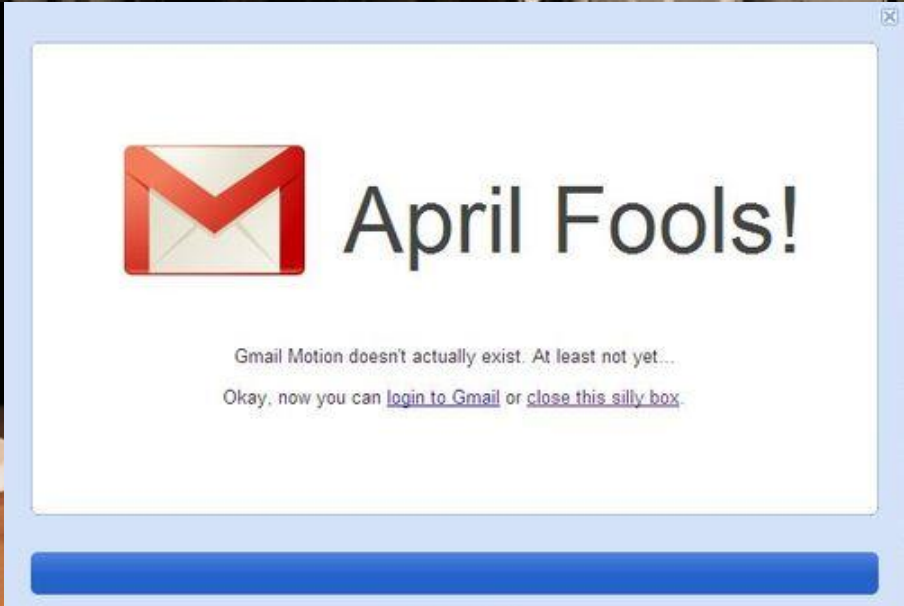 April Fools!
Gmail Motion doesn't actually exist. At least not yet...
Okay, now you can login to Gmail or close this silly box.